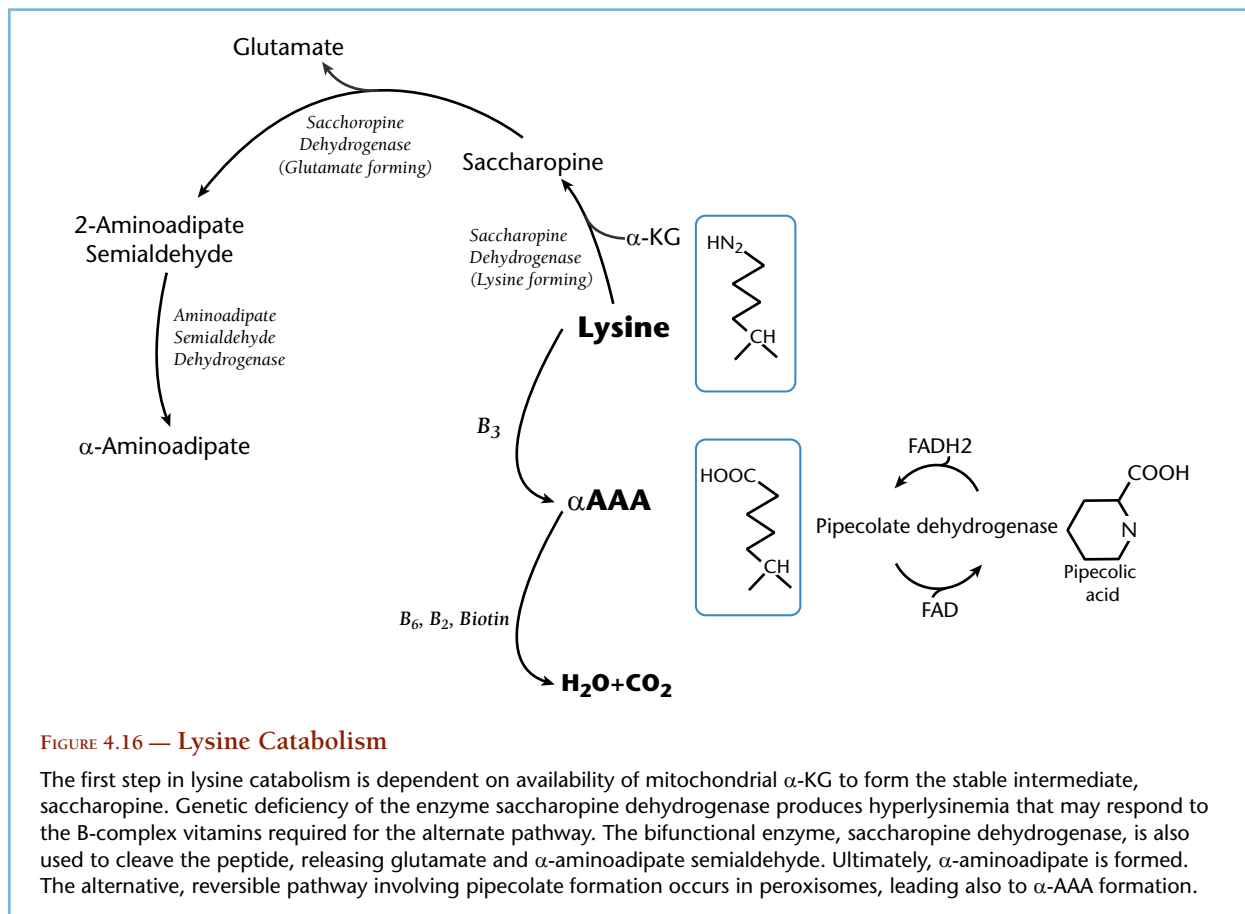 Glutamate
Sacchoropine
Dehydrogenase
(Glutamate forming)
Saccharopine
2-Aminoadipate
Semialdehyde
Saccharopine
Dehydrogenase
(Lysine forming)
α-KG
HN₂
CH
Lysine
Aminoadipate
Semialdehyde
Dehydrogenase
B₃
α-Aminoadipate
αAAA
HOOC
CH
FADH2
COOH
Pipecolate dehydrogenase
N
Pipecolic
acid
FAD
B₆, B₂, Biotin
H₂O+CO₂
FIGURE 4.16 — Lysine Catabolism
The first step in lysine catabolism is dependent on availability of mitochondrial α-KG to form the stable intermediate,
saccharopine. Genetic deficiency of the enzyme saccharopine dehydrogenase produces hyperlysinemia that may respond to
the B-complex vitamins required for the alternate pathway. The bifunctional enzyme, saccharopine dehydrogenase, is also
used to cleave the peptide, releasing glutamate and α-aminoadipate semialdehyde. Ultimately, α-aminoadipate is formed.
The alternative, reversible pathway involving pipecolate formation occurs in peroxisomes, leading also to α-AAA formation.